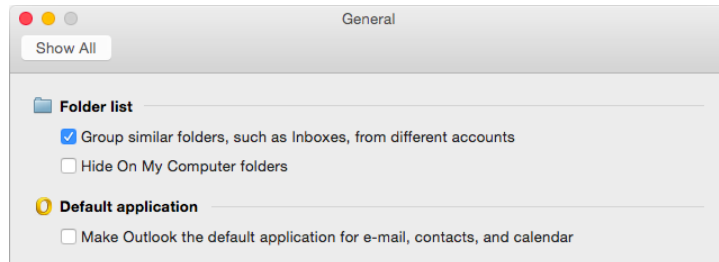 General
Show All
Folder list
Group similar folders, such as Inboxes, from different accounts
Hide On My Computer folders
Default application
Make Outlook the default application for e-mail, contacts, and calendar